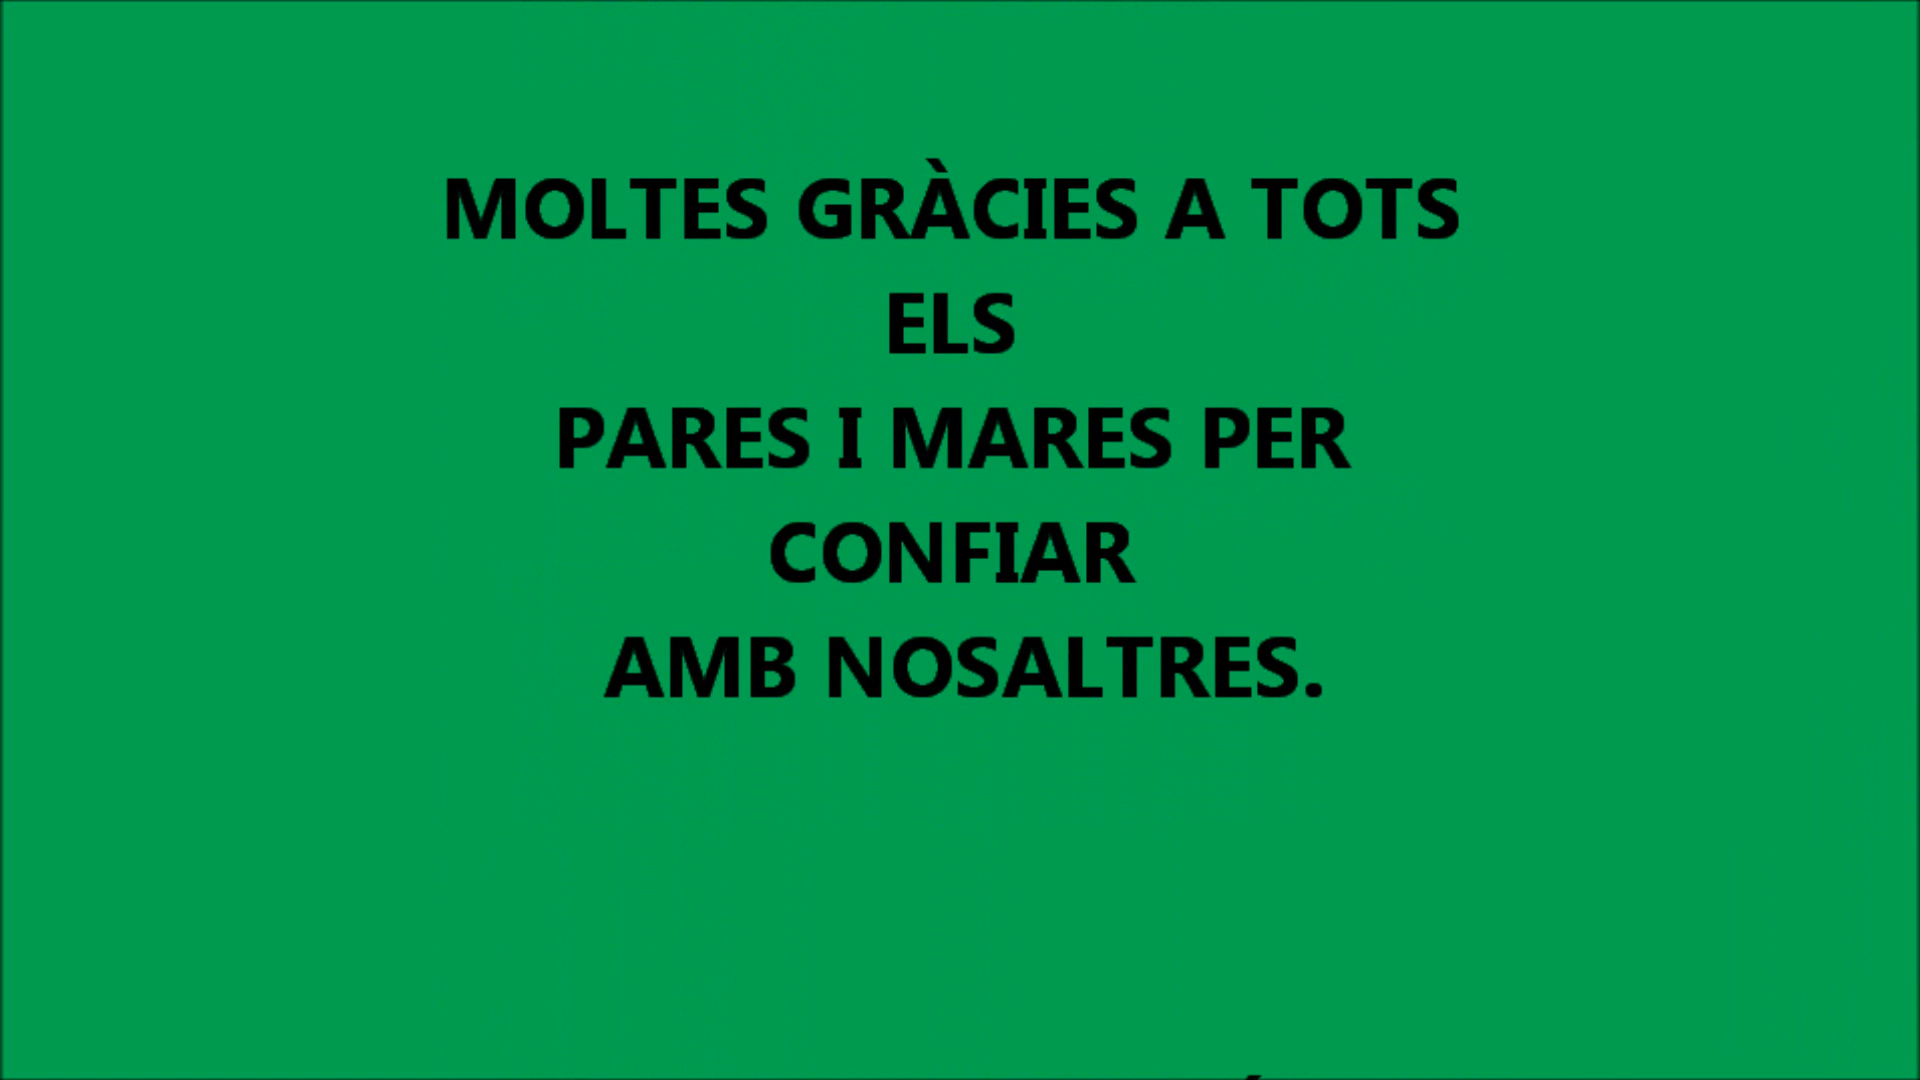 MOLTES GRÀCIES A TOTS
ELS
PARES I MARES PER
CONFIAR
AMB NOSALTRES.